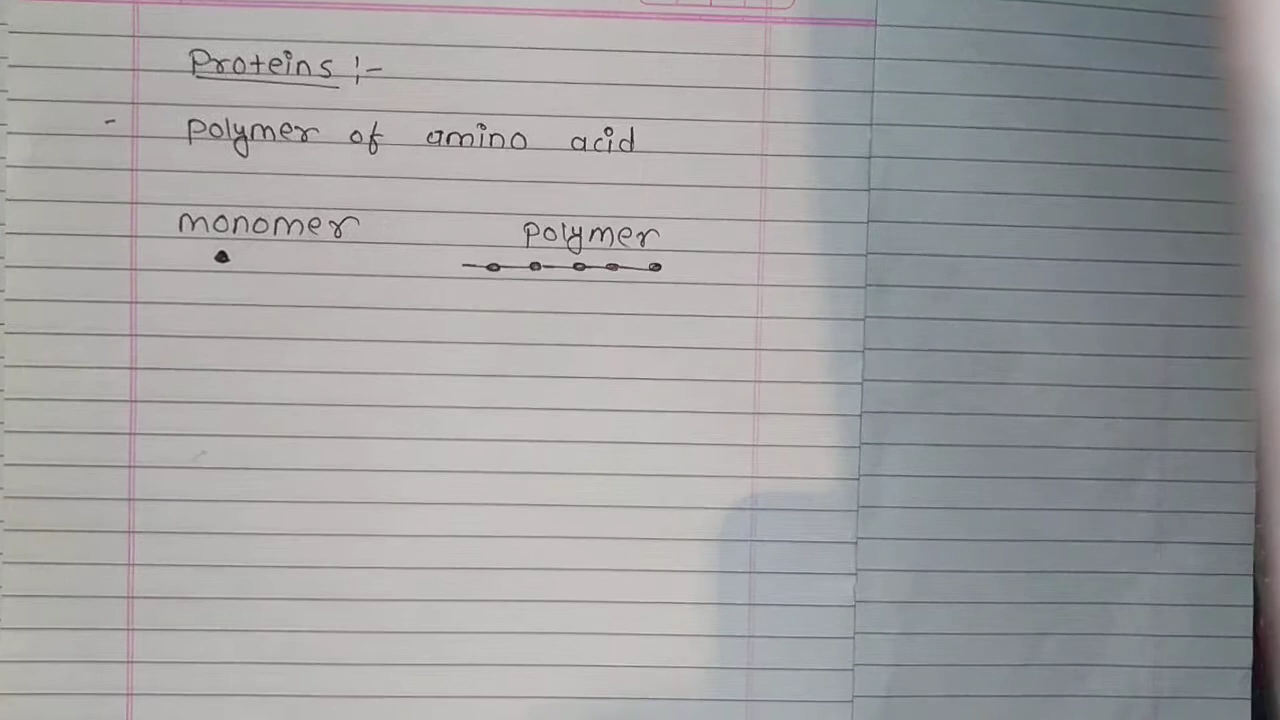 Proteins :-
- polymer of amino acid
monomer polymer